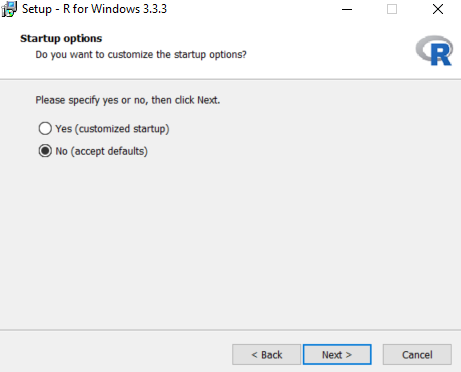 Setup - R for Windows 3.3.3
Startup options
Do you want to customize the startup options?
R
Please specify yes or no, then click Next.
Yes (customized startup)
No (accept defaults)
< Back
Next >
Cancel